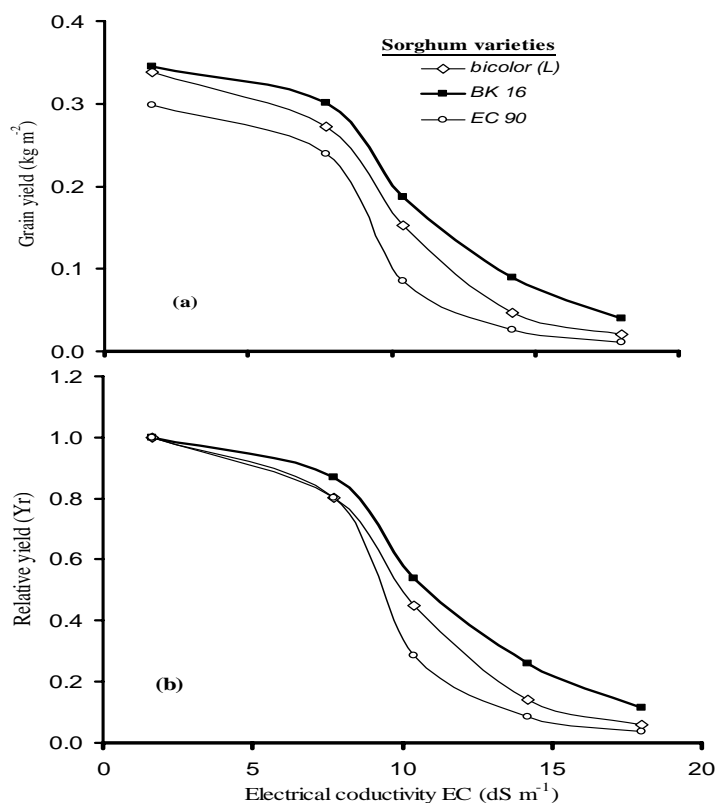 0.4
0.3
0.2
0.1
0.0
Grain yield (kg m-2)
Sorghum varieties
bicolor (L)
BK 16
EC 90
(a)
1.2
1.0
0.8
0.6
0.4
0.2
0.0
Relative yield (Yr)
(b)
0 5 10 15 20
Electrical coductivity EC (dS m-1)